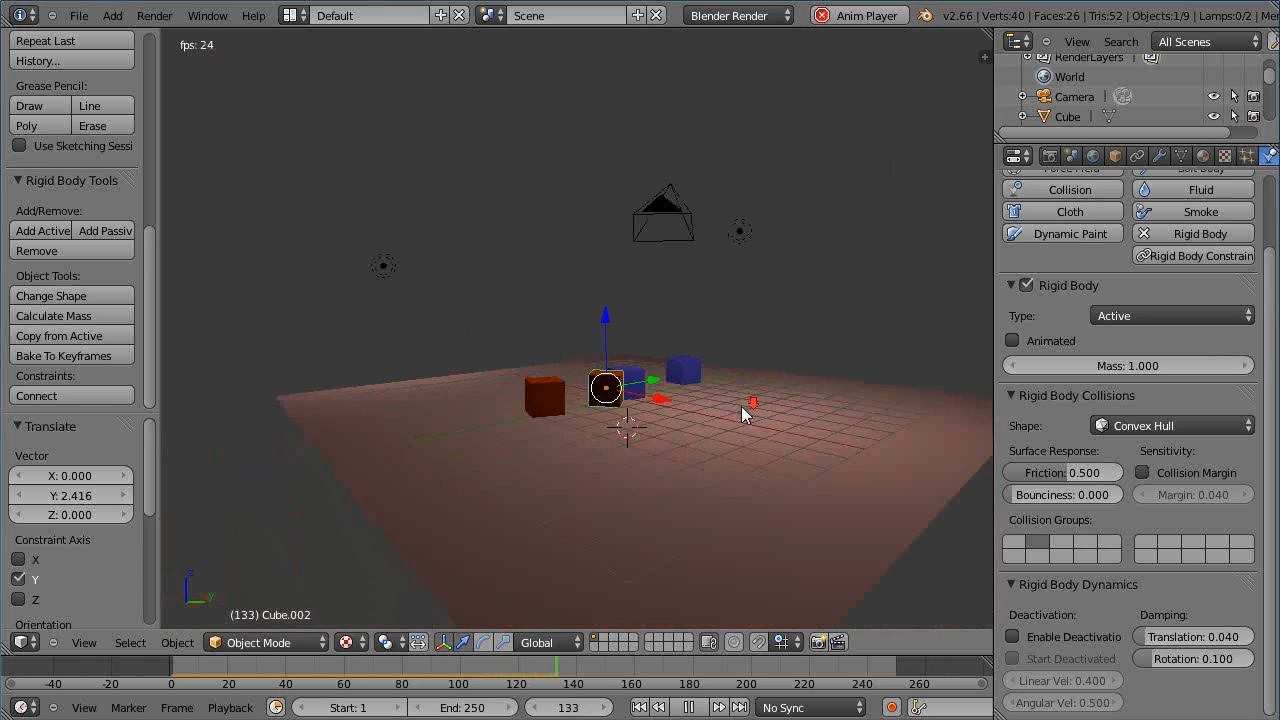 File Add Render Window Help Default Scene Blender Render Anim Player v2.66 | Verts:40 | Faces:26 | Tris:52 | Objects:1/9 | Lamps:0/2 |
Repeat Last
History...
Grease Pencil:
Draw Line
Poly Erase
Use Sketching Sessi
Rigid Body Tools
Add/Remove:
Add Active Add Passiv
Remove
Object Tools:
Change Shape
Calculate Mass
Copy from Active
Bake To Keyframes
Constraints:
Connect
Translate
Vector
X: 0.000
Y: 2.416
Z: 0.000
Constraint Axis
X
Y
Z
Orientation
fps: 24
(133) Cube.002
View Search All Scenes
RenderLayers
World
Camera
Cube
Collision Fluid
Cloth Smoke
Dynamic Paint Rigid Body
Rigid Body Constrain
Rigid Body
Type: Active
Animated
Mass: 1.000
Rigid Body Collisions
Shape: Convex Hull
Surface Response: Sensitivity:
Friction: 0.500 Collision Margin
Bounciness: 0.000 Margin: 0.040
Collision Groups:
Rigid Body Dynamics
Deactivation: Damping:
Enable Deactivatio Translation: 0.040
Start Deactivated Rotation: 0.100
Linear Vel: 0.400
Angular Vel: 0.500
View Select Object Object Mode Global
-40 -20 0 20 40 60 80 100 120 140 160 180 200 220 240 260
View Marker Frame Playback Start: 1 End: 250 133 No Sync